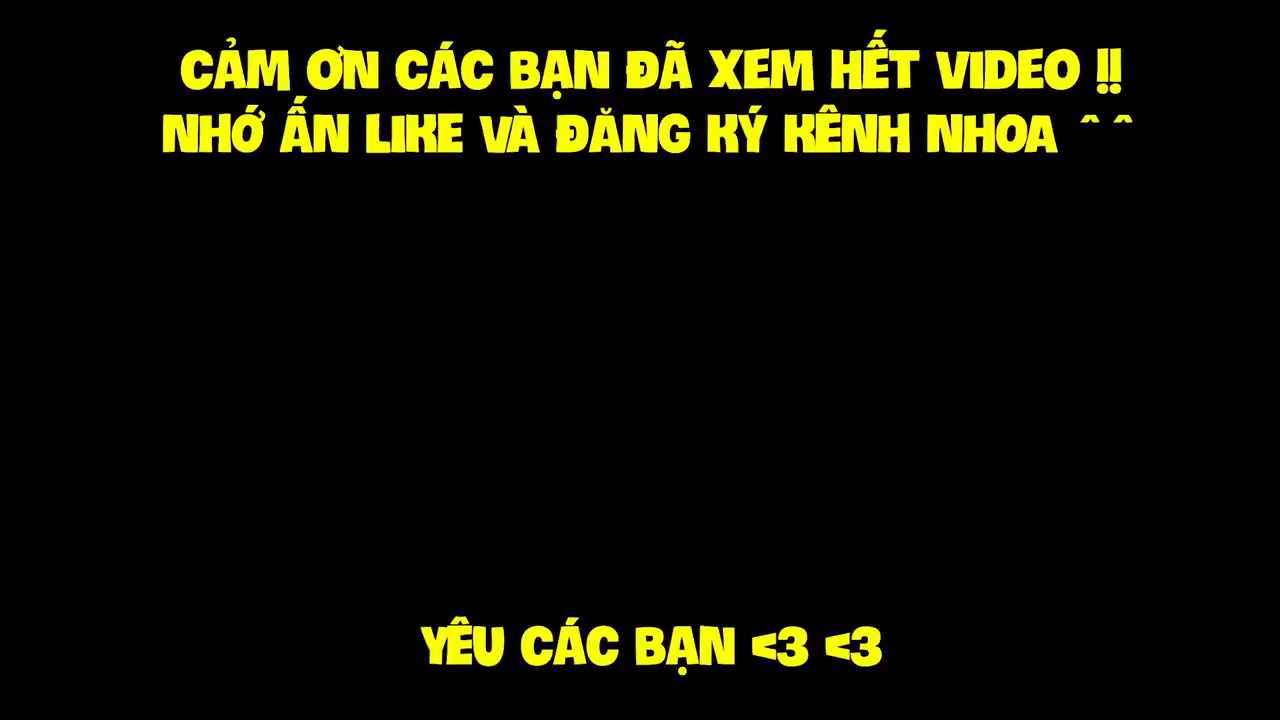 CẢM ƠN CÁC BẠN ĐÃ XEM HẾT VIDEO !!
NHỚ ẤN LIKE VÀ ĐĂNG KÝ KÊNH NHOA ^ ^
YÊU CÁC BẠN <3 <3